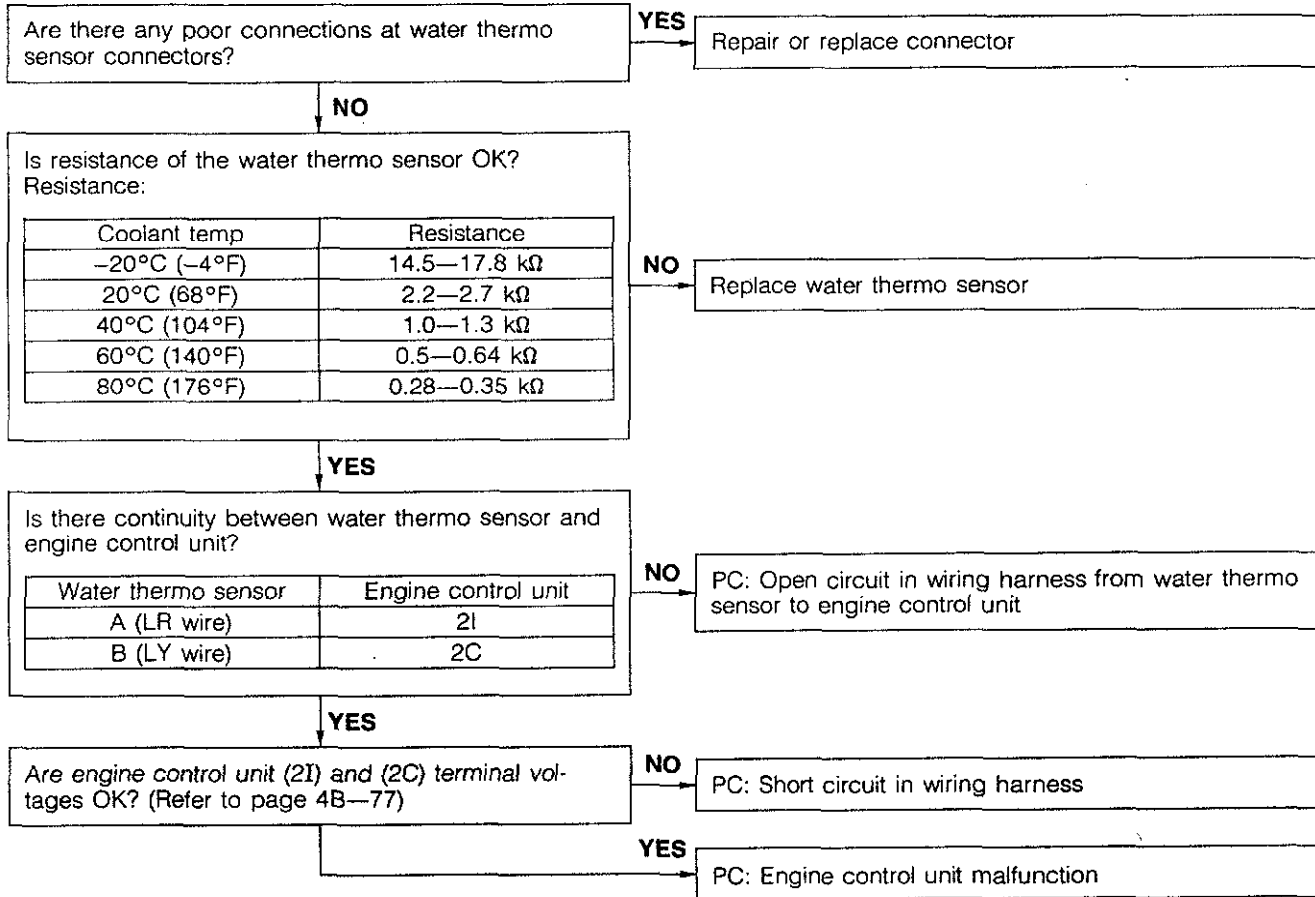 Are there any poor connections at water thermo
sensor connectors?
YES
Repair or replace connector
NO
Is resistance of the water thermo sensor OK?
Resistance:
Coolant temp Resistance
–20°C (–4°F) 14.5—17.8 kΩ
20°C (68°F) 2.2—2.7 kΩ
40°C (104°F) 1.0—1.3 kΩ
60°C (140°F) 0.5—0.64 kΩ
80°C (176°F) 0.28—0.35 kΩ
NO
Replace water thermo sensor
YES
Is there continuity between water thermo sensor and
engine control unit?
Water thermo sensor Engine control unit
A (LR wire) 2I
B (LY wire) 2C
NO
PC: Open circuit in wiring harness from water thermo
sensor to engine control unit
YES
Are engine control unit (2I) and (2C) terminal vol-
tages OK? (Refer to page 4B—77)
NO
PC: Short circuit in wiring harness
YES
PC: Engine control unit malfunction